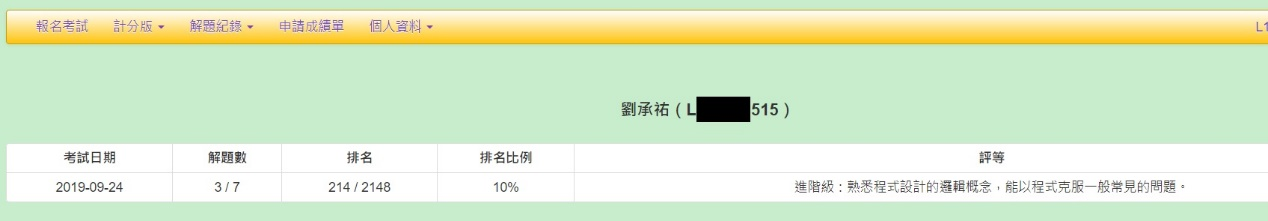 報名考試 計分版 解題紀錄 申請成績單 個人資料 L1
劉承祐（L 515）
考試日期 解題數 排名 排名比例 評等
2019-09-24 3 / 7 214 / 2148 10% 進階級：熟悉程式設計的邏輯概念，能以程式克服一般常見的問題。